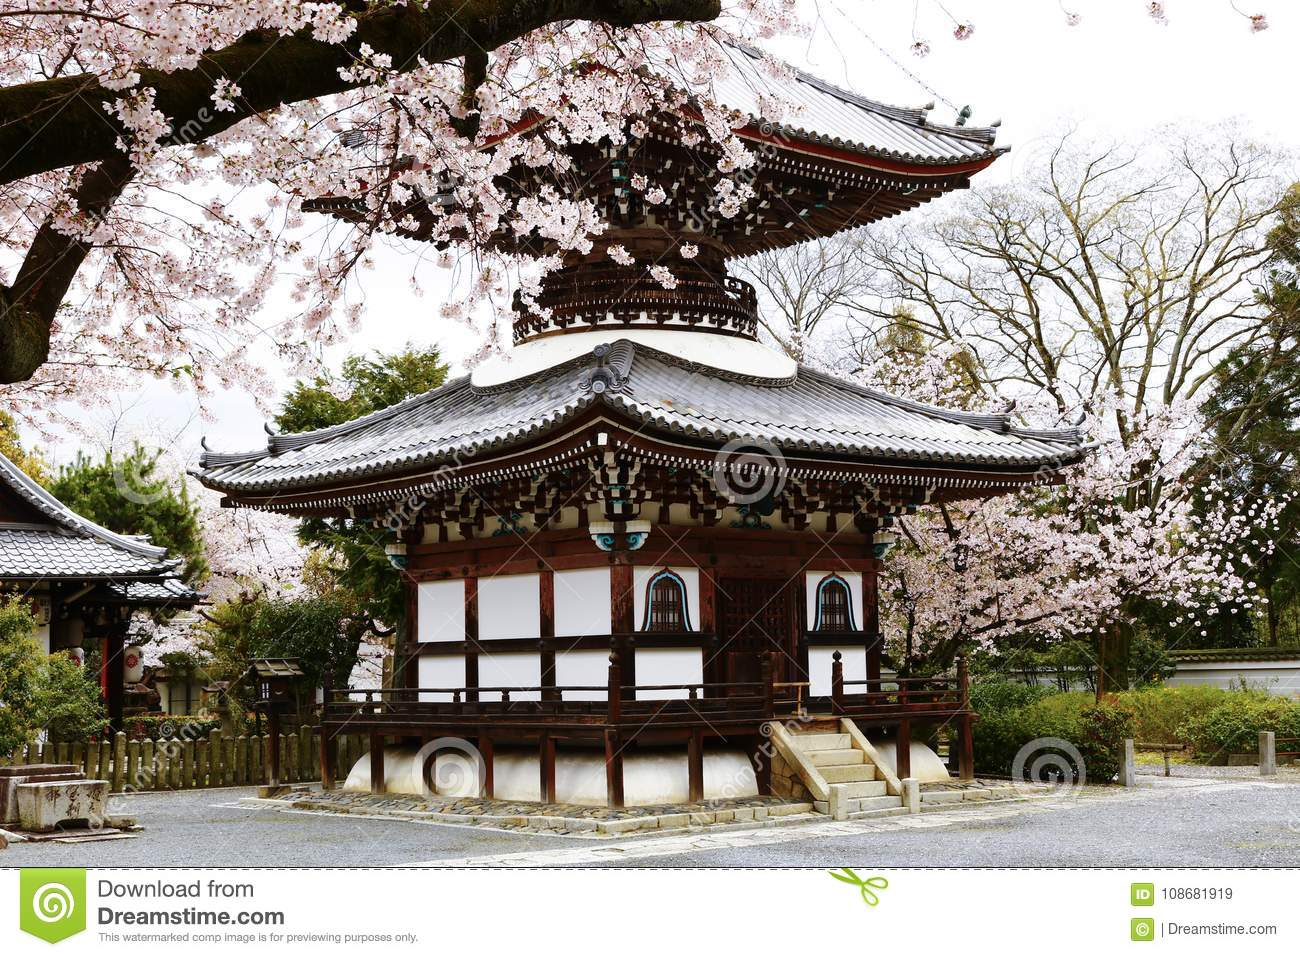 Download from
Dreamstime.com
This watermarked comp image is for previewing purposes only.
ID 108681919
© | Dreamstime.com